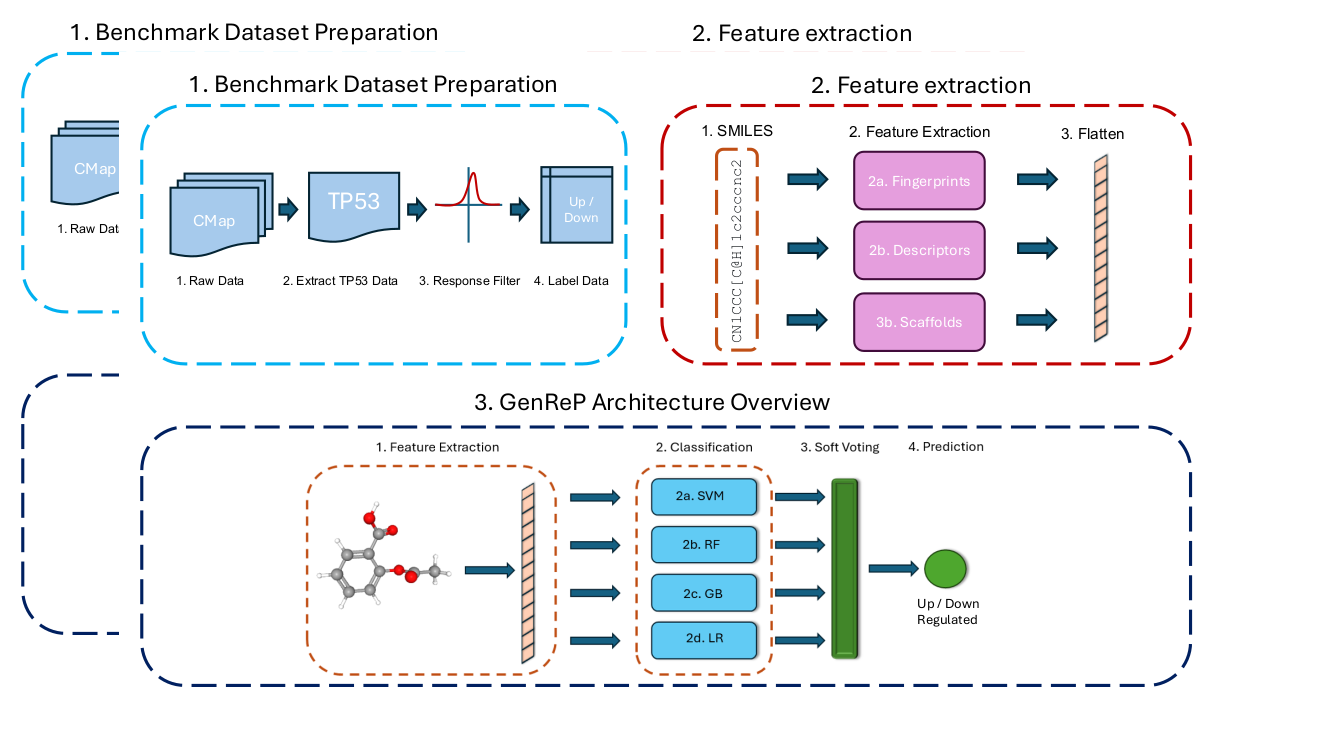 1. Benchmark Dataset Preparation
2. Feature extraction
CMap
1. Raw Dat
1. Benchmark Dataset Preparation
CMap
TP53
Up /
Down
1. Raw Data
2. Extract TP53 Data
3. Response Filter
4. Label Data
2. Feature extraction
1. SMILES
2. Feature Extraction
3. Flatten
CN1CCC[C@H]1c2cccnc2
2a. Fingerprints
2b. Descriptors
3b. Scaffolds
3. GenReP Architecture Overview
1. Feature Extraction
2. Classification
3. Soft Voting
4. Prediction
2a. SVM
2b. RF
2c. GB
2d. LR
Up / Down
Regulated